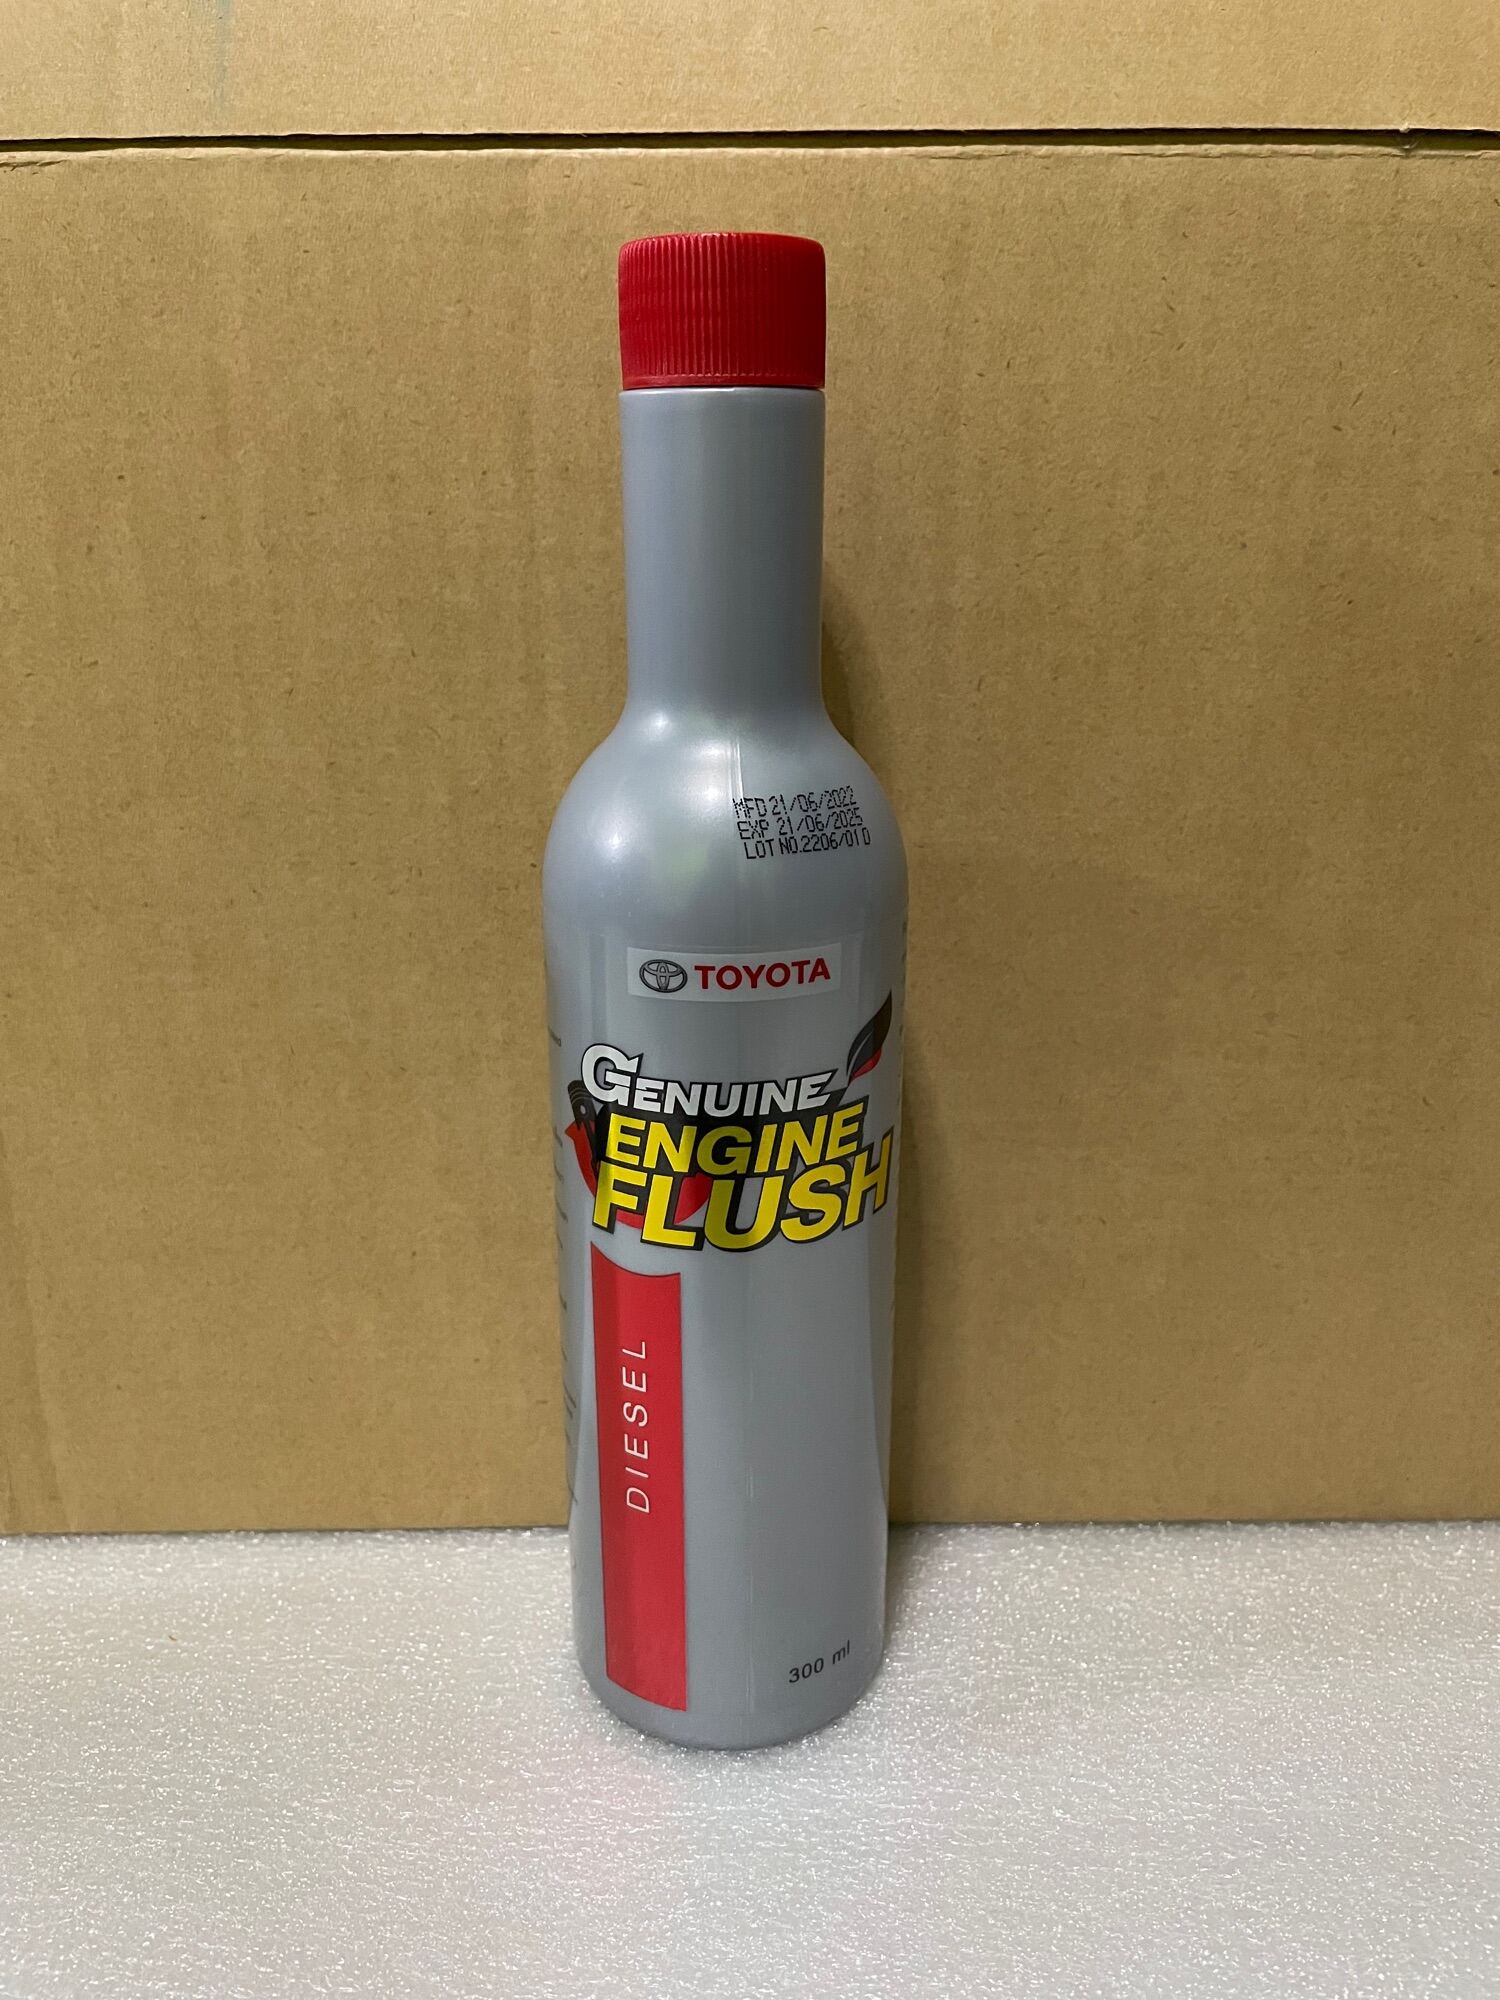 MFD 21/06/2022
EXP 21/06/2025
LOT NO.2206/01 D
TOYOTA
GENUINE
ENGINE
FLUSH
DIESEL
300 ml